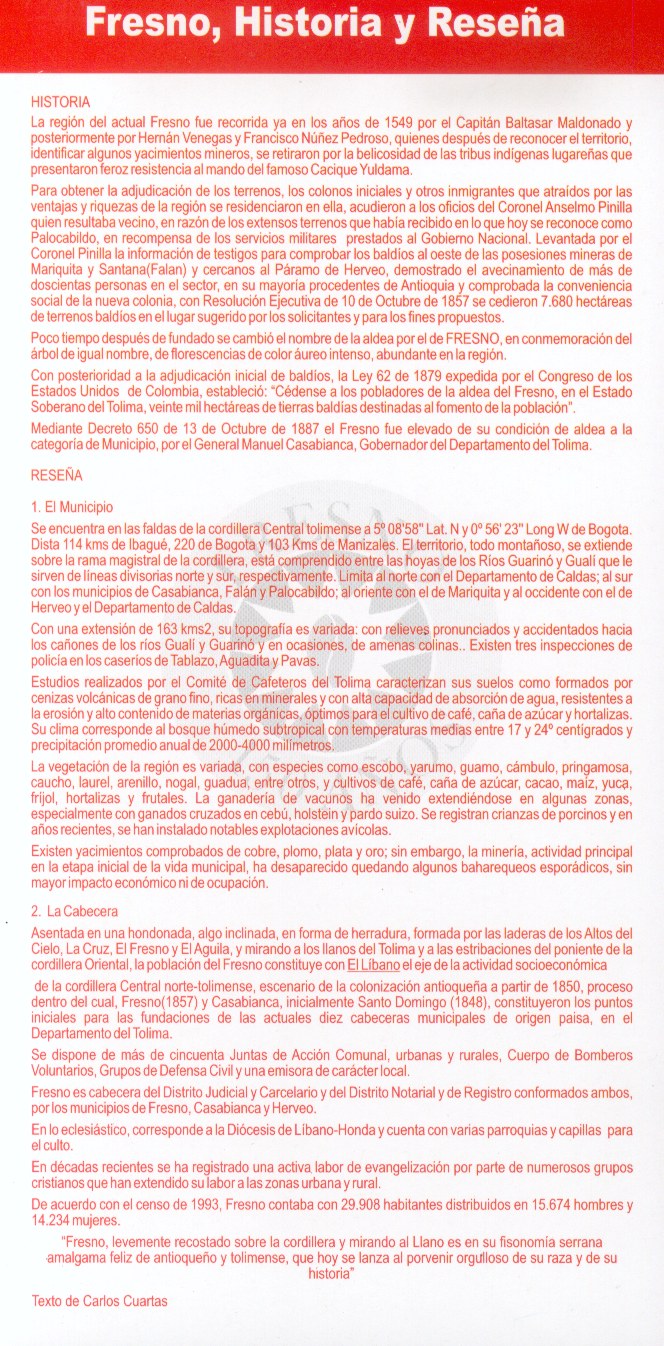 Fresno, Historia y Reseña
HISTORIA
La región del actual Fresno fue recorrida ya en los años de 1549 por el Capitán Baltasar Maldonado y
posteriormente por Hernán Venegas y Francisco Núñez Pedroso, quienes después de reconocer el territorio,
identificar algunos yacimientos mineros, se retiraron por la belicosidad de las tribus indígenas lugareñas que
presentaron feroz resistencia al mando del famoso Cacique Yuldama.
Para obtener la adjudicación de los terrenos, los colonos iniciales y otros inmigrantes que atraídos por las
ventajas y riquezas de la región se residenciaron en ella, acudieron a los oficios del Coronel Anselmo Pinilla
quien resultaba vecino, en razón de los extensos terrenos que había recibido en lo que hoy se reconoce como
Palocabildo, en recompensa de los servicios militares prestados al Gobierno Nacional. Levantada por el
Coronel Pinilla la información de testigos para comprobar los baldíos al oeste de las posesiones mineras de
Mariquita y Santana(Falan) y cercanos al Páramo de Herveo, demostrado el avecinamiento de más de
doscientas personas en el sector, en su mayoría procedentes de Antioquia y comprobada la conveniencia
social de la nueva colonia, con Resolución Ejecutiva de 10 de Octubre de 1857 se cedieron 7.680 hectáreas
de terrenos baldíos en el lugar sugerido por los solicitantes y para los fines propuestos.
Poco tiempo después de fundado se cambió el nombre de la aldea por el de FRESNO, en conmemoración del
árbol de igual nombre, de florescencias de color áureo intenso, abundante en la región.
Con posterioridad a la adjudicación inicial de baldíos, la Ley 62 de 1879 expedida por el Congreso de los
Estados Unidos de Colombia, estableció: “Cédense a los pobladores de la aldea del Fresno, en el Estado
Soberano del Tolima, veinte mil hectáreas de tierras baldías destinadas al fomento de la población”.
Mediante Decreto 650 de 13 de Octubre de 1887 el Fresno fue elevado de su condición de aldea a la
categoría de Municipio, por el General Manuel Casabianca, Gobernador del Departamento del Tolima.
RESEÑA
1. El Municipio
Se encuentra en las faldas de la cordillera Central tolimense a 5º 08'58" Lat. N y 0º 56' 23" Long W de Bogota.
Dista 114 kms de Ibagué, 220 de Bogota y 103 Kms de Manizales. El territorio, todo montañoso, se extiende
sobre la rama magistral de la cordillera, está comprendido entre las hoyas de los Ríos Guarinó y Gualí que le
sirven de líneas divisorias norte y sur, respectivamente. Limita al norte con el Departamento de Caldas; al sur
con los municipios de Casabianca, Falán y Palocabildo; al oriente con el de Mariquita y al occidente con el de
Herveo y el Departamento de Caldas.
Con una extensión de 163 kms2, su topografía es variada: con relieves pronunciados y accidentados hacia
los cañones de los ríos Gualí y Guarinó y en ocasiones, de amenas colinas.. Existen tres inspecciones de
policía en los caseríos de Tablazo, Aguadita y Pavas.
Estudios realizados por el Comité de Cafeteros del Tolima caracterizan sus suelos como formados por
cenizas volcánicas de grano fino, ricas en minerales y con alta capacidad de absorción de agua, resistentes a
la erosión y alto contenido de materias orgánicas, óptimos para el cultivo de café, caña de azúcar y hortalizas.
Su clima corresponde al bosque húmedo subtropical con temperaturas medias entre 17 y 24º centígrados y
precipitación promedio anual de 2000-4000 milímetros.
La vegetación de la región es variada, con especies como escobo, yarumo, guamo, cámbulo, pringamosa,
caucho, laurel, arenillo, nogal, guadua, entre otros, y cultivos de café, caña de azúcar, cacao, maíz, yuca,
frijol, hortalizas y frutales. La ganadería de vacunos ha venido extendiéndose en algunas zonas,
especialmente con ganados cruzados en cebú, holstein y pardo suizo. Se registran crianzas de porcinos y en
años recientes, se han instalado notables explotaciones avícolas.
Existen yacimientos comprobados de cobre, plomo, plata y oro; sin embargo, la minería, actividad principal
en la etapa inicial de la vida municipal, ha desaparecido quedando algunos baharequeos esporádicos, sin
mayor impacto económico ni de ocupación.
2. La Cabecera
Asentada en una hondonada, algo inclinada, en forma de herradura, formada por las laderas de los Altos del
Cielo, La Cruz, El Fresno y El Aguila, y mirando a los llanos del Tolima y a las estribaciones del poniente de la
cordillera Oriental, la población del Fresno constituye con El Líbano el eje de la actividad socioeconómica
de la cordillera Central norte-tolimense, escenario de la colonización antioqueña a partir de 1850, proceso
dentro del cual, Fresno(1857) y Casabianca, inicialmente Santo Domingo (1848), constituyeron los puntos
iniciales para las fundaciones de las actuales diez cabeceras municipales de origen paisa, en el
Departamento del Tolima.
Se dispone de más de cincuenta Juntas de Acción Comunal, urbanas y rurales, Cuerpo de Bomberos
Voluntarios, Grupos de Defensa Civil y una emisora de carácter local.
Fresno es cabecera del Distrito Judicial y Carcelario y del Distrito Notarial y de Registro conformados ambos,
por los municipios de Fresno, Casabianca y Herveo.
En lo eclesiástico, corresponde a la Diócesis de Líbano-Honda y cuenta con varias parroquias y capillas para
el culto.
En décadas recientes se ha registrado una activa labor de evangelización por parte de numerosos grupos
cristianos que han extendido su labor a las zonas urbana y rural.
De acuerdo con el censo de 1993, Fresno contaba con 29.908 habitantes distribuidos en 15.674 hombres y
14.234 mujeres.
“Fresno, levemente recostado sobre la cordillera y mirando al Llano es en su fisonomía serrana
amalgama feliz de antioqueño y tolimense, que hoy se lanza al porvenir orgulloso de su raza y de su
historia”
Texto de Carlos Cuartas